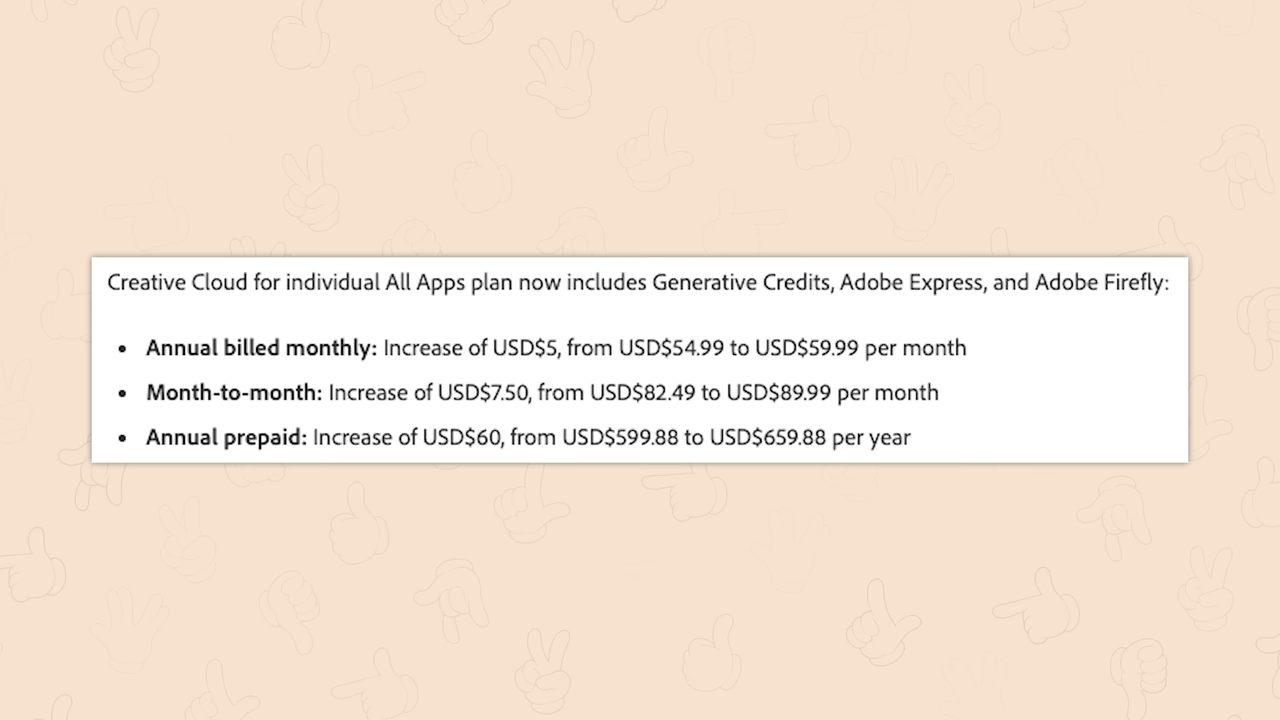 Creative Cloud for individual All Apps plan now includes Generative Credits, Adobe Express, and Adobe Firefly:
• Annual billed monthly: Increase of USD$5, from USD$54.99 to USD$59.99 per month
• Month-to-month: Increase of USD$7.50, from USD$82.49 to USD$89.99 per month
• Annual prepaid: Increase of USD$60, from USD$599.88 to USD$659.88 per year